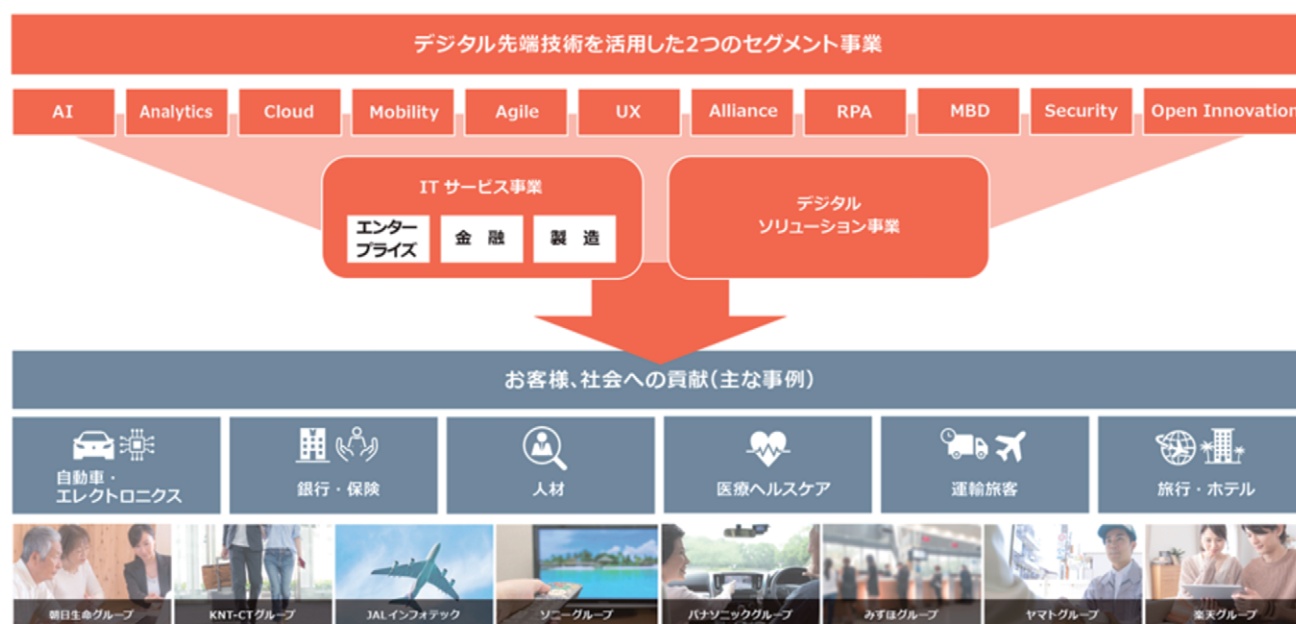 デジタル先端技術を活用した2つのセグメント事業
AI
Analytics
Cloud
Mobility
Agile
UX
Alliance
RPA
MBD
Security
Open Innovation
IT サービス事業
エンター
プライズ
金 融
製 造
デジタル
ソリューション事業
お客様、社会への貢献(主な事例)
自動車・
エレクトロニクス
銀行・保険
人材
医療ヘルスケア
運輸旅客
旅行・ホテル
朝日生命グループ
KNT-CTグループ
JALインフォテック
ソニーグループ
パナソニックグループ
みずほグループ
ヤマトグループ
楽天グループ